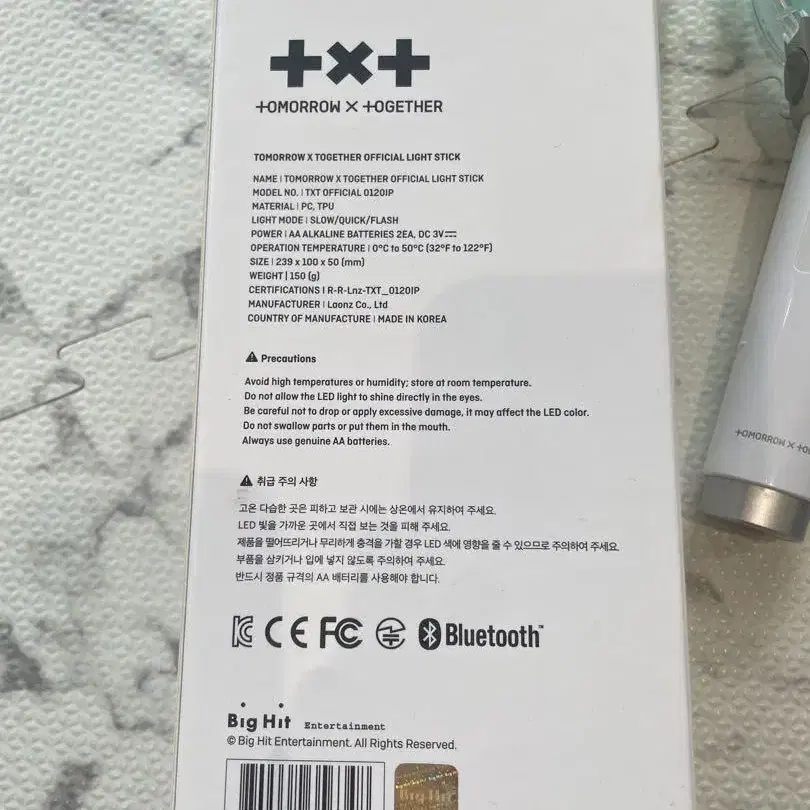 +x+
TOMORROW X TOGETHER
TOMORROW X TOGETHER OFFICIAL LIGHT STICK
NAME | TOMORROW X TOGETHER OFFICIAL LIGHT STICK
MODEL NO. | TXT OFFICIAL 0120IP
MATERIAL | PC, TPU
LIGHT MODE | SLOW/QUICK/FLASH
POWER | AA ALKALINE BATTERIES 2EA, DC 3V⎓
OPERATION TEMPERATURE | 0°C to 50°C (32°F to 122°F)
SIZE | 239 x 100 x 50 (mm)
WEIGHT | 150 (g)
CERTIFICATIONS | R-R-Lnz-TXT_0120IP
MANUFACTURER | Laonz Co., Ltd
COUNTRY OF MANUFACTURE | MADE IN KOREA
⚠ Precautions
Avoid high temperatures or humidity; store at room temperature.
Do not allow the LED light to shine directly in the eyes.
Be careful not to drop or apply excessive damage, it may affect the LED color.
Do not swallow parts or put them in the mouth.
Always use genuine AA batteries.
⚠ 취급 주의 사항
고온 다습한 곳은 피하고 보관 시에는 상온에서 유지하여 주세요.
LED 빛을 가까운 곳에서 직접 보는 것을 피해 주세요.
제품을 떨어뜨리거나 무리하게 충격을 가할 경우 LED 색에 영향을 줄 수 있으므로 주의하여 주세요.
부품을 삼키거나 입에 넣지 않도록 주의하여 주세요.
반드시 정품 규격의 AA 배터리를 사용해야 합니다.
KC CE FC Bluetooth™
Big Hit Entertainment
© Big Hit Entertainment. All Rights Reserved.
Big Hit
TOMORROW X TO